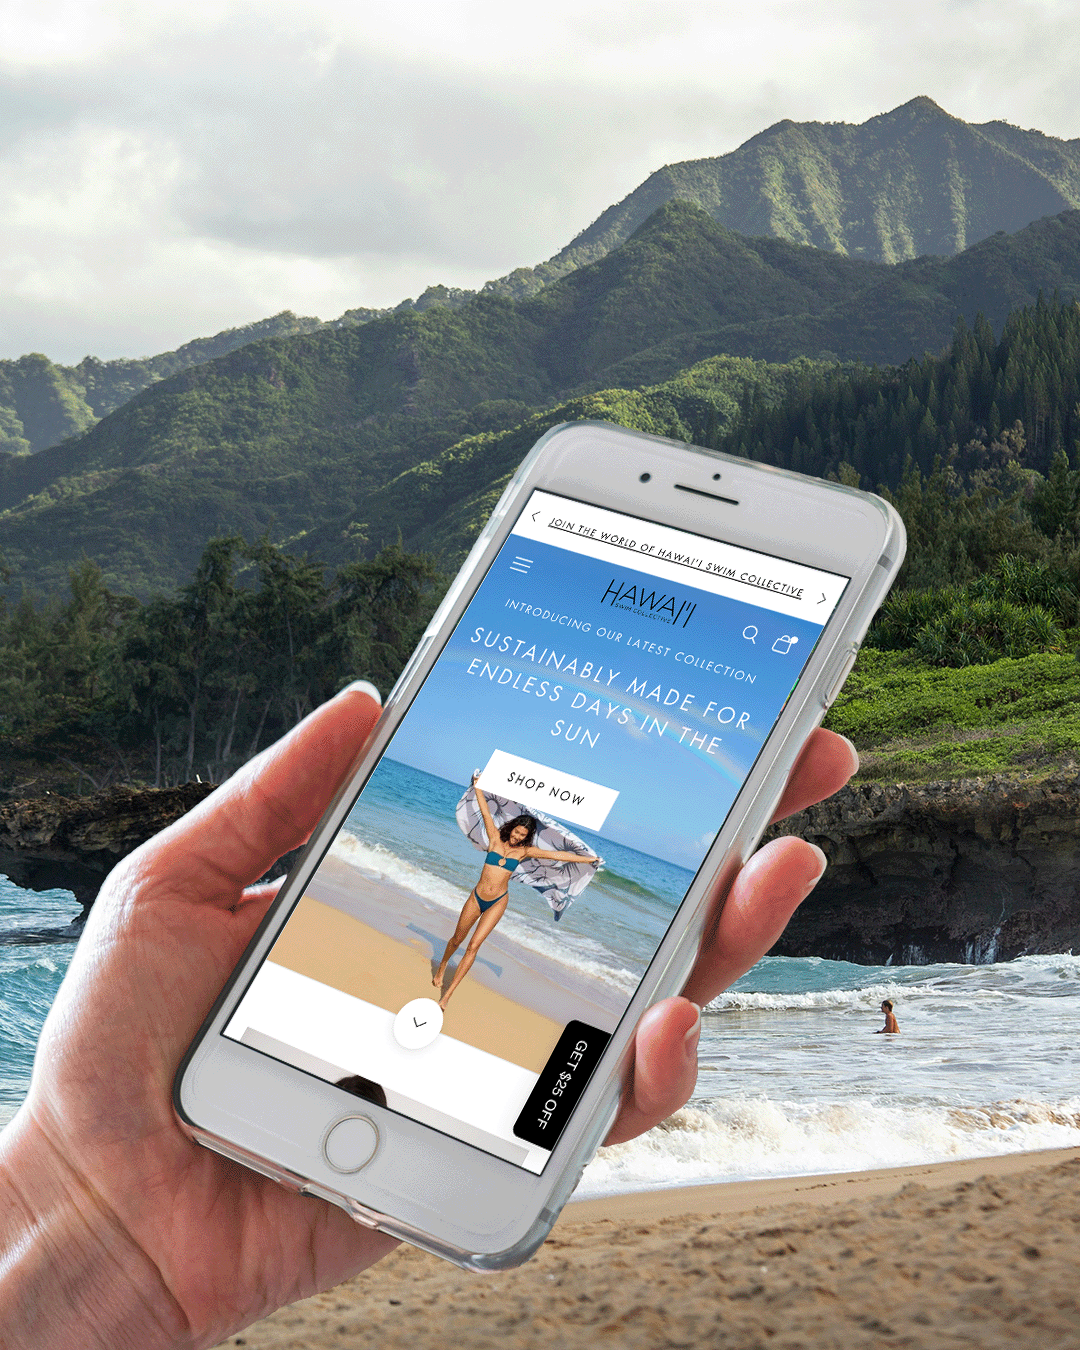 JOIN THE WORLD OF HAWAI'I SWIM COLLECTIVE
HAWAI'I
SWIM COLLECTIVE
INTRODUCING OUR LATEST COLLECTION
SUSTAINABLY MADE FOR
ENDLESS DAYS IN THE
SUN
SHOP NOW
GET $25 OFF